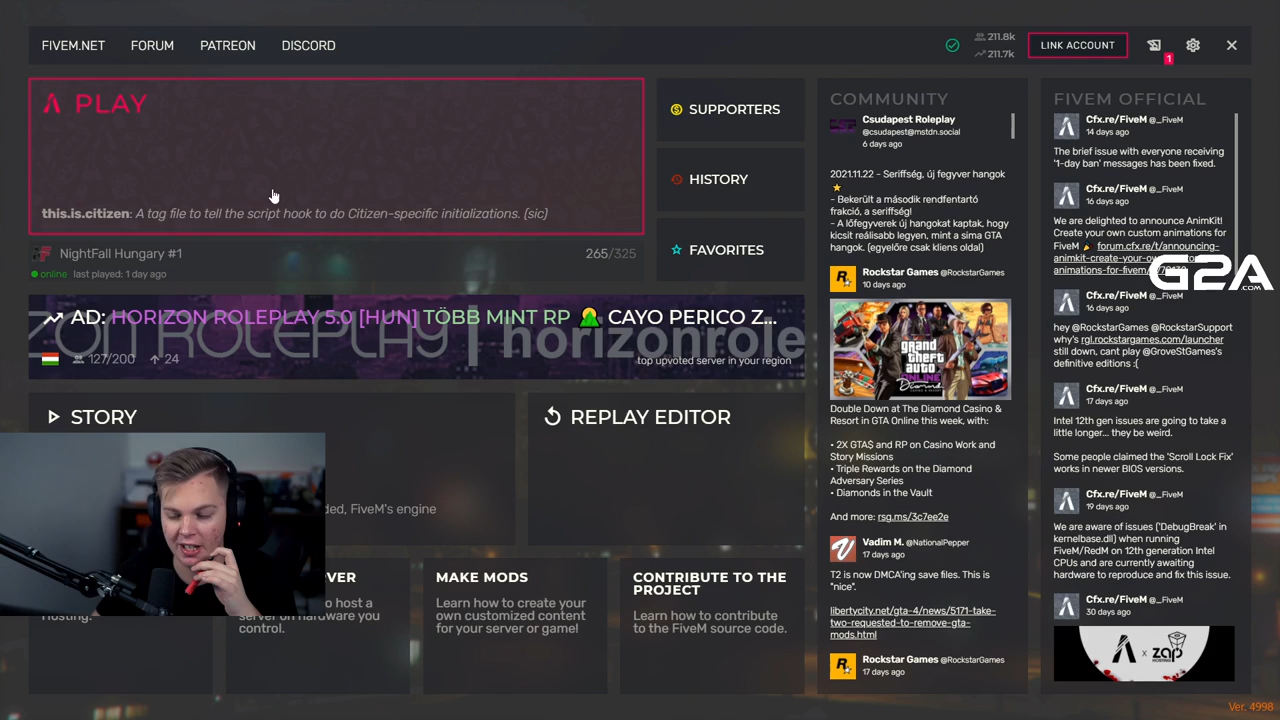 FIVEM.NET
FORUM
PATREON
DISCORD
211.8k
211.7k
LINK ACCOUNT
1
PLAY
this.is.citizen: A tag file to tell the script hook to do Citizen-specific initializations. (sic)
NightFall Hungary #1
265/325
online last played: 1 day ago
SUPPORTERS
HISTORY
FAVORITES
AD: HORIZON ROLEPLAY 5.0 [HUN] TÖBB MINT RP CAYO PERICO Z...
ZON ROLEPLAY | horizonrole
127/200
24
top upvoted server in your region
STORY
ded, FiveM's engine
REPLAY EDITOR
Hosting.
VER
o host a
server on hardware you
control.
MAKE MODS
Learn how to create your
own customized content
for your server or game!
CONTRIBUTE TO THE
PROJECT
Learn how to contribute
to the FiveM source code.
COMMUNITY
Csudapest Roleplay
@csudapest@mstdn.social
6 days ago
2021.11.22 - Seriffség, új fegyver hangok
- Bekerült a második rendfentartó
frakció, a seriffség!
- A lőfegyverek új hangokat kaptak, hogy
kicsit reálisabb legyen, mint a sima GTA
hangok. (egyelőre csak kliens oldal)
Rockstar Games @RockstarGames
10 days ago
grand
theft
auto
ONLINE
Diamond
Double Down at The Diamond Casino &
Resort in GTA Online this week, with:
• 2X GTA$ and RP on Casino Work and
Story Missions
• Triple Rewards on the Diamond
Adversary Series
• Diamonds in the Vault
And more: rsg.ms/3c7ee2e
Vadim M. @NationalPepper
17 days ago
T2 is now DMCA'ing save files. This is
"nice".
libertycity.net/gta-4/news/5171-take-
two-requested-to-remove-gta-
mods.html
Rockstar Games @RockstarGames
17 days ago
FIVEM OFFICIAL
Cfx.re/FiveM @_FiveM
14 days ago
The brief issue with everyone receiving
'1-day ban' messages has been fixed.
Cfx.re/FiveM @_FiveM
16 days ago
We are delighted to announce AnimKit!
Create your own custom animations for
FiveM forum.cfx.re/t/announcing-
animkit-create-your-ow
animations-for-fivem/
G2A
.COM
Cfx.re/FiveM @_FiveM
16 days ago
hey @RockstarGames @RockstarSupport
why's rgl.rockstargames.com/launcher
still down, cant play @GroveStGames's
definitive editions :(
Cfx.re/FiveM @_FiveM
17 days ago
Intel 12th gen issues are going to take a
little longer... they be weird.
Some people claimed the 'Scroll Lock Fix'
works in newer BIOS versions.
Cfx.re/FiveM @_FiveM
19 days ago
We are aware of issues ('DebugBreak' in
kernelbase.dll) when running
FiveM/RedM on 12th generation Intel
CPUs and are currently awaiting
hardware to reproduce and fix this issue.
Cfx.re/FiveM @_FiveM
30 days ago
x zap
HOSTING
Ver. 4998